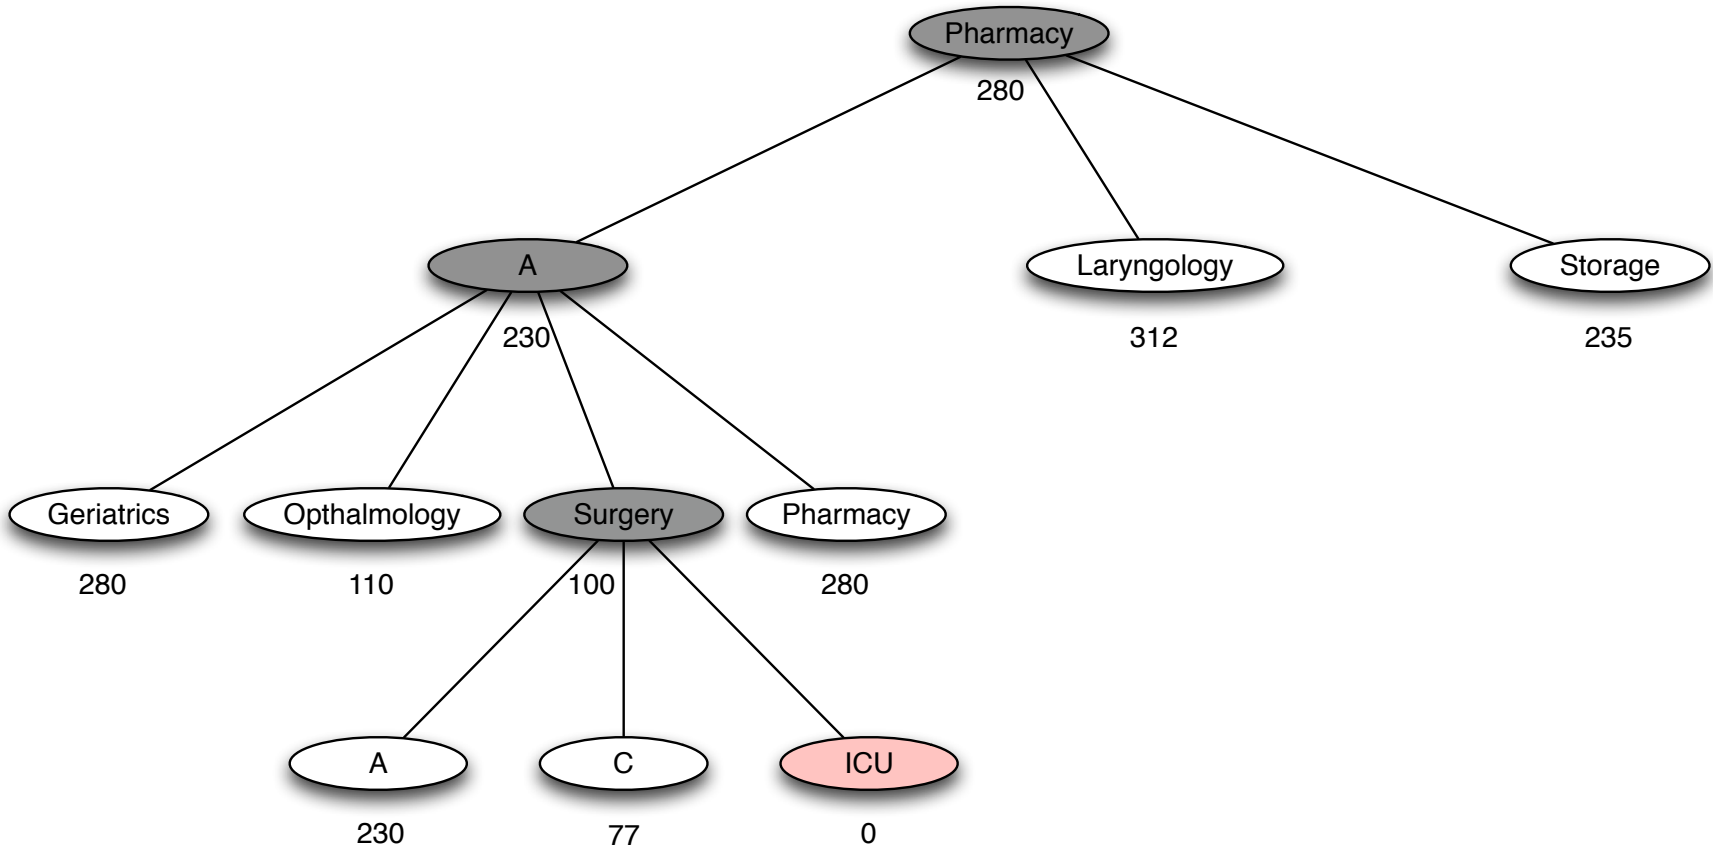 Pharmacy
280
A
Laryngology
Storage
230
312
235
Geriatrics
Opthalmology
Surgery
Pharmacy
280
110
100
280
A
C
ICU
230
77
0